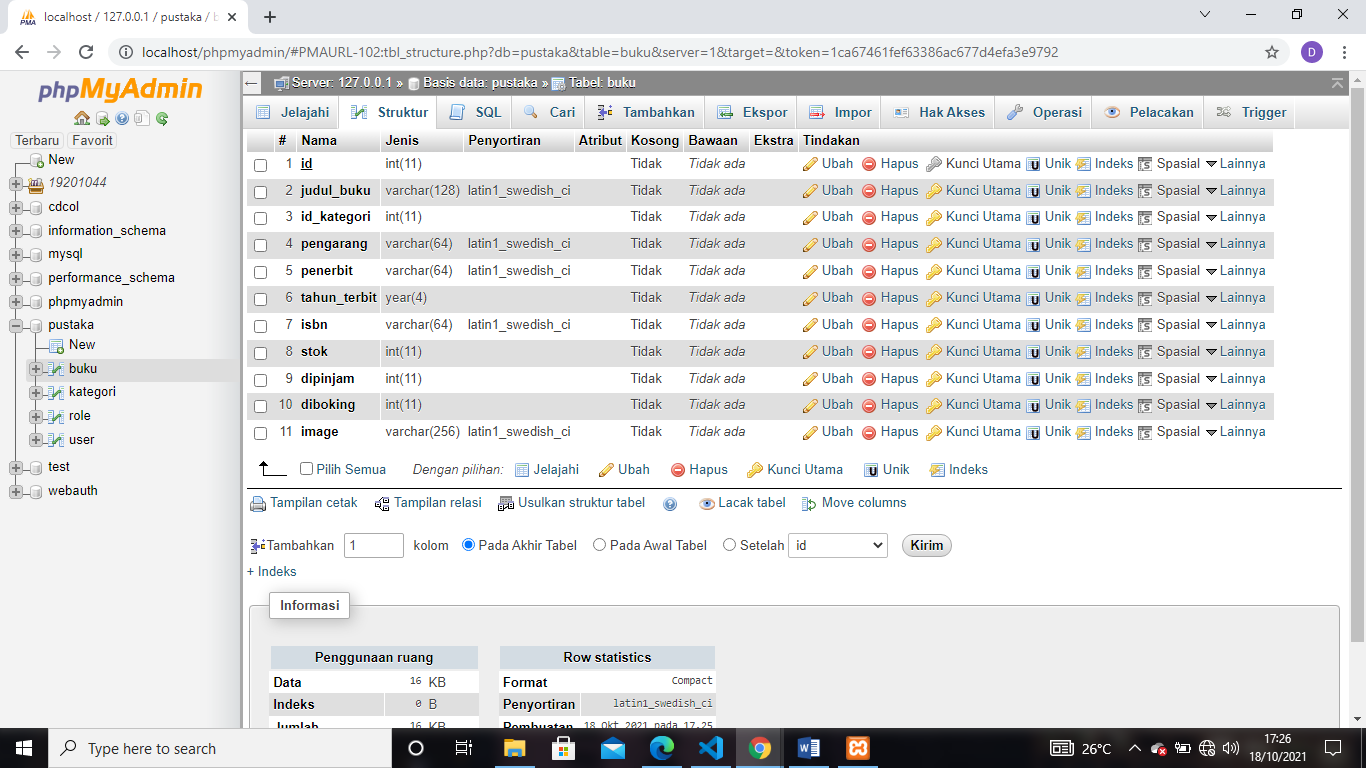 localhost / 127.0.0.1 / pustaka / b
localhost/phpmyadmin/#PMAURL-102:tbl_structure.php?db=pustaka&table=buku&server=1&target=&token=1ca67461fef63386ac677d4efa3e9792
D
phpMyAdmin
Terbaru Favorit
New
19201044
cdcol
information_schema
mysql
performance_schema
phpmyadmin
pustaka
New
buku
kategori
role
user
test
webauth
Server: 127.0.0.1 » Basis data: pustaka » Tabel: buku
Jelajahi Struktur SQL Cari Tambahkan Ekspor Impor Hak Akses Operasi Pelacakan Trigger
# Nama Jenis Penyortiran Atribut Kosong Bawaan Ekstra Tindakan
1 id int(11) Tidak Tidak ada Ubah Hapus Kunci Utama Unik Indeks Spasial Lainnya
2 judul_buku varchar(128) latin1_swedish_ci Tidak Tidak ada Ubah Hapus Kunci Utama Unik Indeks Spasial Lainnya
3 id_kategori int(11) Tidak Tidak ada Ubah Hapus Kunci Utama Unik Indeks Spasial Lainnya
4 pengarang varchar(64) latin1_swedish_ci Tidak Tidak ada Ubah Hapus Kunci Utama Unik Indeks Spasial Lainnya
5 penerbit varchar(64) latin1_swedish_ci Tidak Tidak ada Ubah Hapus Kunci Utama Unik Indeks Spasial Lainnya
6 tahun_terbit year(4) Tidak Tidak ada Ubah Hapus Kunci Utama Unik Indeks Spasial Lainnya
7 isbn varchar(64) latin1_swedish_ci Tidak Tidak ada Ubah Hapus Kunci Utama Unik Indeks Spasial Lainnya
8 stok int(11) Tidak Tidak ada Ubah Hapus Kunci Utama Unik Indeks Spasial Lainnya
9 dipinjam int(11) Tidak Tidak ada Ubah Hapus Kunci Utama Unik Indeks Spasial Lainnya
10 diboking int(11) Tidak Tidak ada Ubah Hapus Kunci Utama Unik Indeks Spasial Lainnya
11 image varchar(256) latin1_swedish_ci Tidak Tidak ada Ubah Hapus Kunci Utama Unik Indeks Spasial Lainnya
Pilih Semua Dengan pilihan: Jelajahi Ubah Hapus Kunci Utama Unik Indeks
Tampilan cetak Tampilan relasi Usulkan struktur tabel Lacak tabel Move columns
Tambahkan 1 kolom Pada Akhir Tabel Pada Awal Tabel Setelah id Kirim
+ Indeks
Informasi
Penggunaan ruang
Data 16 KB
Indeks 0 B
Jumlah 16 KB
Row statistics
Format Compact
Penyortiran latin1_swedish_ci
Pembuatan 18 Okt 2021 pada 17:25
Type here to search
26°C
17:26
18/10/2021